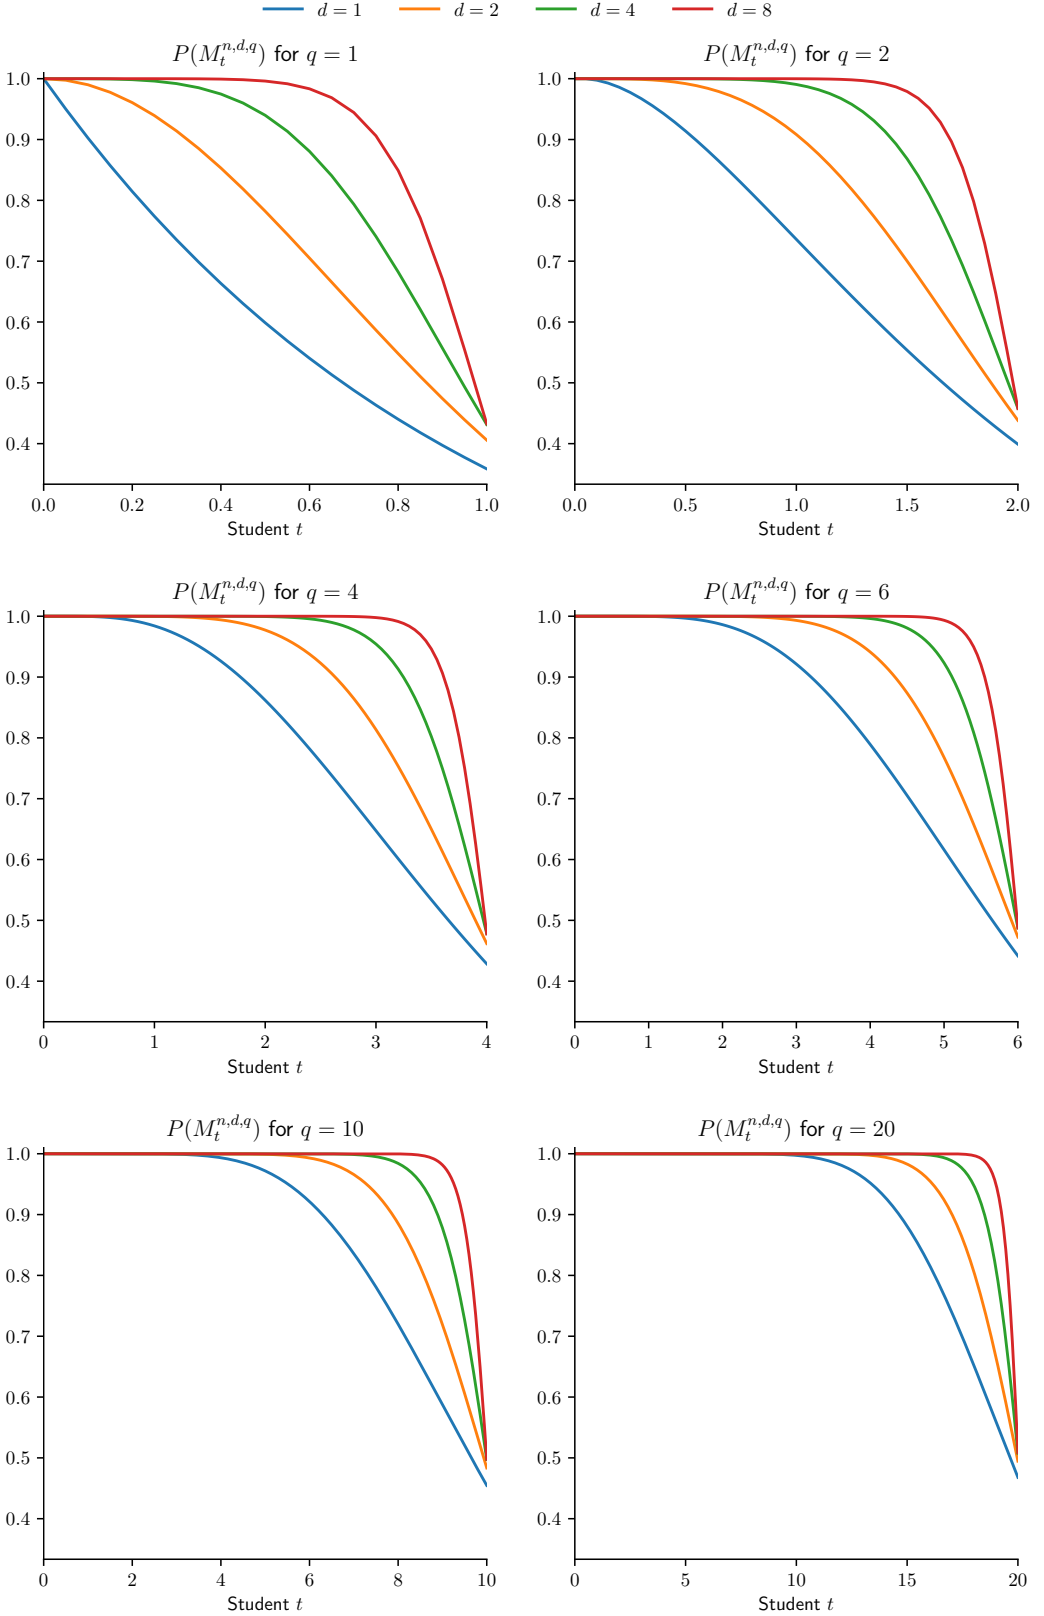 d = 1 d = 2 d = 4 d = 8
P(M_t^{n,d,q}) for q = 1
1.0
0.9
0.8
0.7
0.6
0.5
0.4
0.0 0.2 0.4 0.6 0.8 1.0
Student t
P(M_t^{n,d,q}) for q = 2
1.0
0.9
0.8
0.7
0.6
0.5
0.4
0.0 0.5 1.0 1.5 2.0
Student t
P(M_t^{n,d,q}) for q = 4
1.0
0.9
0.8
0.7
0.6
0.5
0.4
0 1 2 3 4
Student t
P(M_t^{n,d,q}) for q = 6
1.0
0.9
0.8
0.7
0.6
0.5
0.4
0 1 2 3 4 5 6
Student t
P(M_t^{n,d,q}) for q = 10
1.0
0.9
0.8
0.7
0.6
0.5
0.4
0 2 4 6 8 10
Student t
P(M_t^{n,d,q}) for q = 20
1.0
0.9
0.8
0.7
0.6
0.5
0.4
0 5 10 15 20
Student t